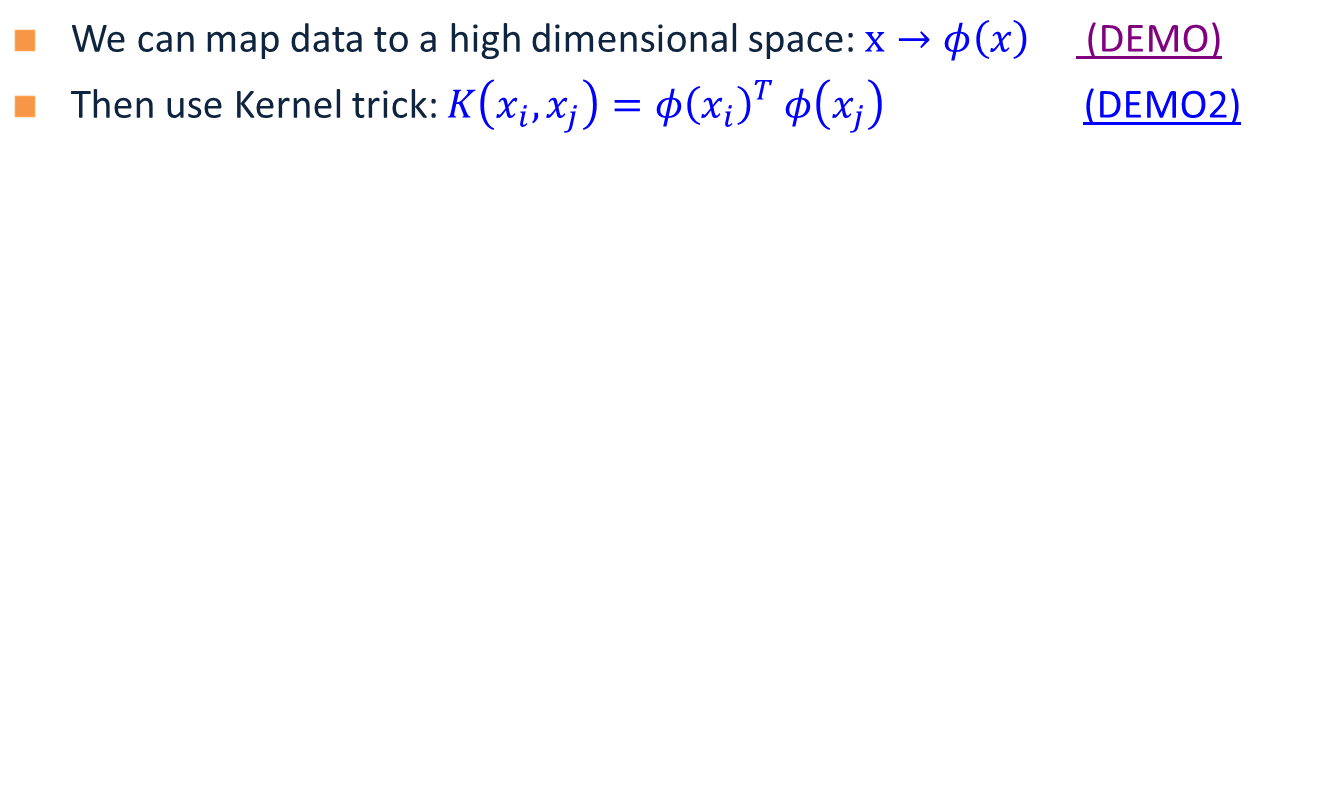 We can map data to a high dimensional space: x → ϕ(x) (DEMO)
Then use Kernel trick: K(xᵢ, xⱼ) = ϕ(xᵢ)ᵀ ϕ(xⱼ) (DEMO2)